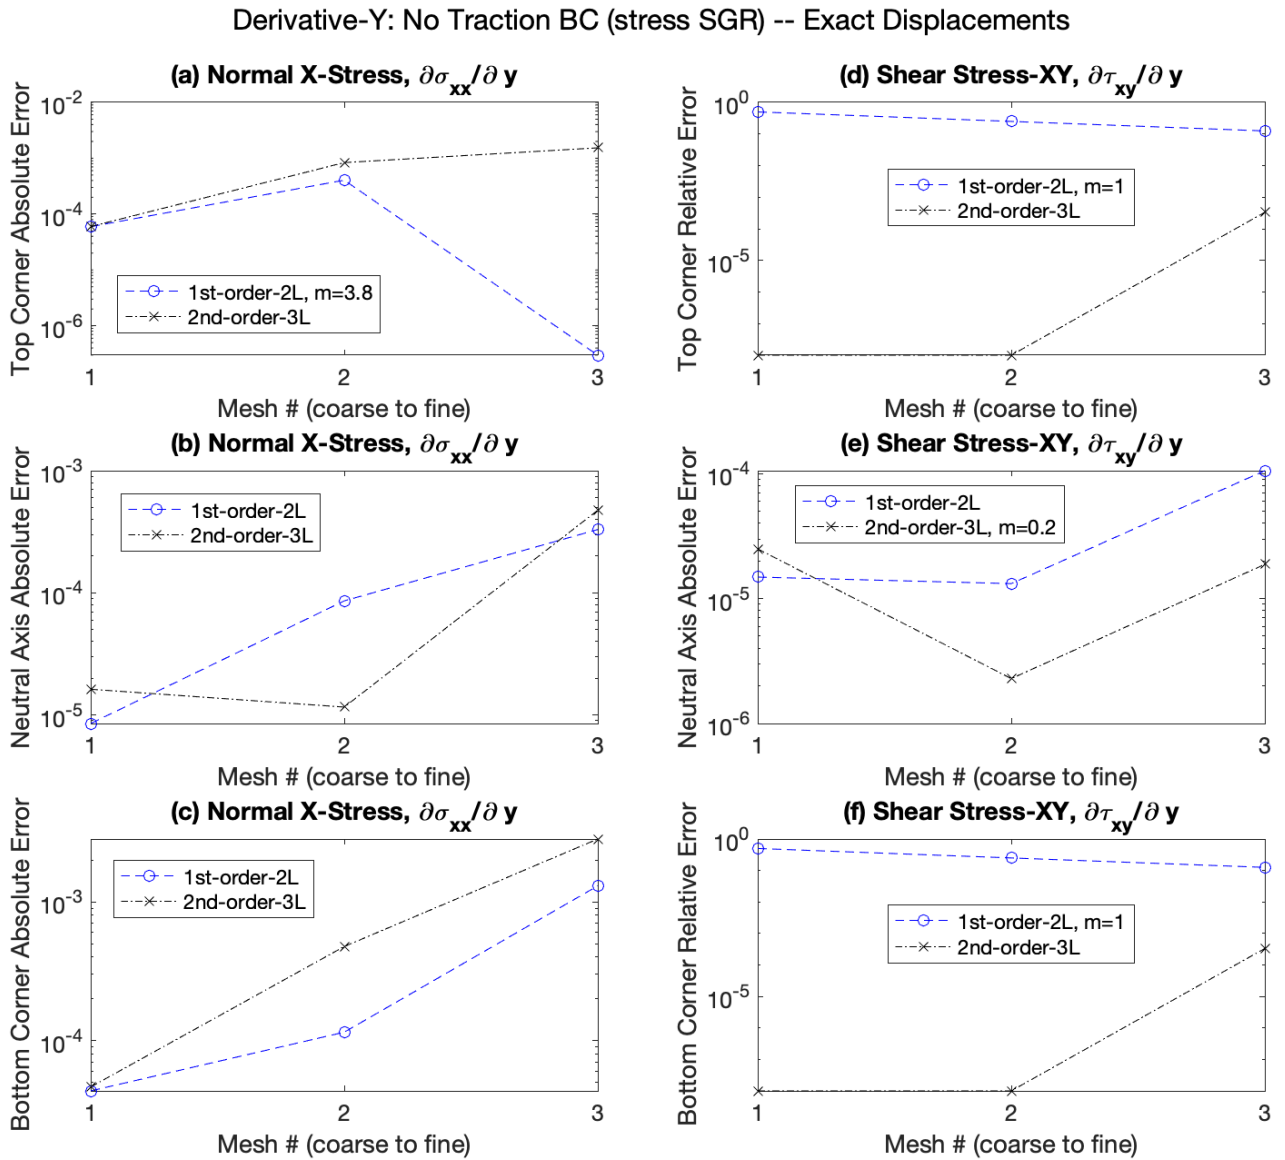 Derivative-Y: No Traction BC (stress SGR) -- Exact Displacements
(a) Normal X-Stress, ∂σxx/∂ y
Top Corner Absolute Error
10^-2
10^-4
10^-6
1st-order-2L, m=3.8
2nd-order-3L
1 2 3
Mesh # (coarse to fine)
(d) Shear Stress-XY, ∂τxy/∂ y
Top Corner Relative Error
10^0
10^-5
1st-order-2L, m=1
2nd-order-3L
1 2 3
Mesh # (coarse to fine)
(b) Normal X-Stress, ∂σxx/∂ y
Neutral Axis Absolute Error
10^-3
10^-4
10^-5
1st-order-2L
2nd-order-3L
1 2 3
Mesh # (coarse to fine)
(e) Shear Stress-XY, ∂τxy/∂ y
Neutral Axis Absolute Error
10^-4
10^-5
10^-6
1st-order-2L
2nd-order-3L, m=0.2
1 2 3
Mesh # (coarse to fine)
(c) Normal X-Stress, ∂σxx/∂ y
Bottom Corner Absolute Error
10^-3
10^-4
1st-order-2L
2nd-order-3L
1 2 3
Mesh # (coarse to fine)
(f) Shear Stress-XY, ∂τxy/∂ y
Bottom Corner Relative Error
10^0
10^-5
1st-order-2L, m=1
2nd-order-3L
1 2 3
Mesh # (coarse to fine)